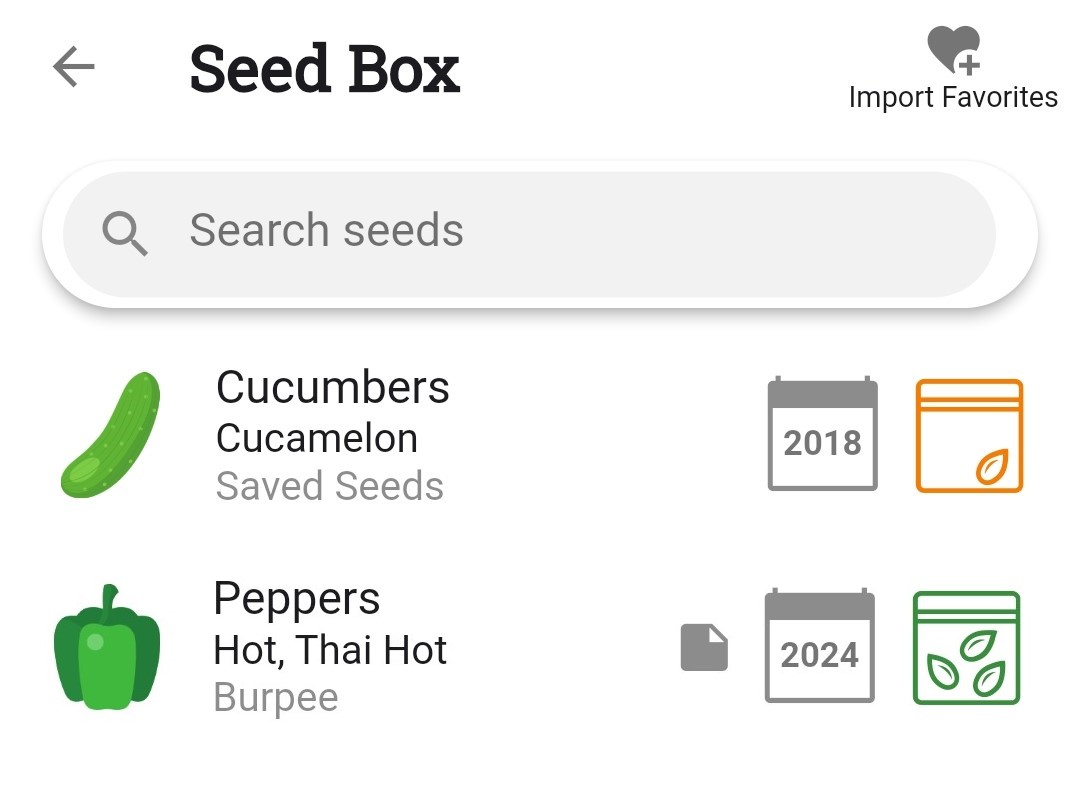 Seed Box
Import Favorites
Search seeds
Cucumbers
Cucamelon
Saved Seeds
2018
Peppers
Hot, Thai Hot
Burpee
2024